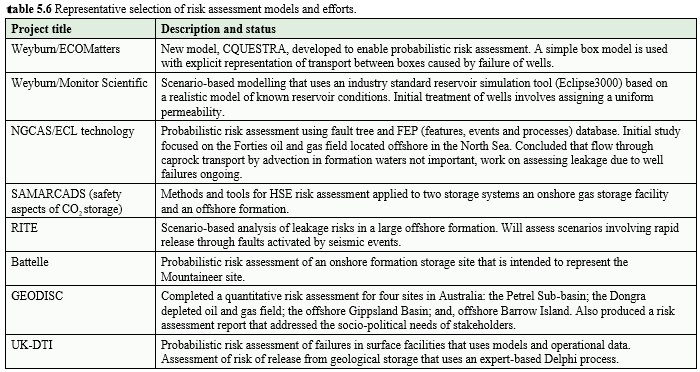 table 5.6 Representative selection of risk assessment models and efforts.
Project title
Description and status
Weyburn/ECOMatters
New model, CQUESTRA, developed to enable probabilistic risk assessment. A simple box model is used
with explicit representation of transport between boxes caused by failure of wells.
Weyburn/Monitor Scientific
Scenario-based modelling that uses an industry standard reservoir simulation tool (Eclipse3000) based on
a realistic model of known reservoir conditions. Initial treatment of wells involves assigning a uniform
permeability.
NGCAS/ECL technology
Probabilistic risk assessment using fault tree and FEP (features, events and processes) database. Initial study
focused on the Forties oil and gas field located offshore in the North Sea. Concluded that flow through
caprock transport by advection in formation waters not important, work on assessing leakage due to well
failures ongoing.
SAMARCADS (safety
aspects of CO2 storage)
Methods and tools for HSE risk assessment applied to two storage systems an onshore gas storage facility
and an offshore formation.
RITE
Scenario-based analysis of leakage risks in a large offshore formation. Will assess scenarios involving rapid
release through faults activated by seismic events.
Battelle
Probabilistic risk assessment of an onshore formation storage site that is intended to represent the
Mountaineer site.
GEODISC
Completed a quantitative risk assessment for four sites in Australia: the Petrel Sub-basin; the Dongra
depleted oil and gas field; the offshore Gippsland Basin; and, offshore Barrow Island. Also produced a risk
assessment report that addressed the socio-political needs of stakeholders.
UK-DTI
Probabilistic risk assessment of failures in surface facilities that uses models and operational data.
Assessment of risk of release from geological storage that uses an expert-based Delphi process.